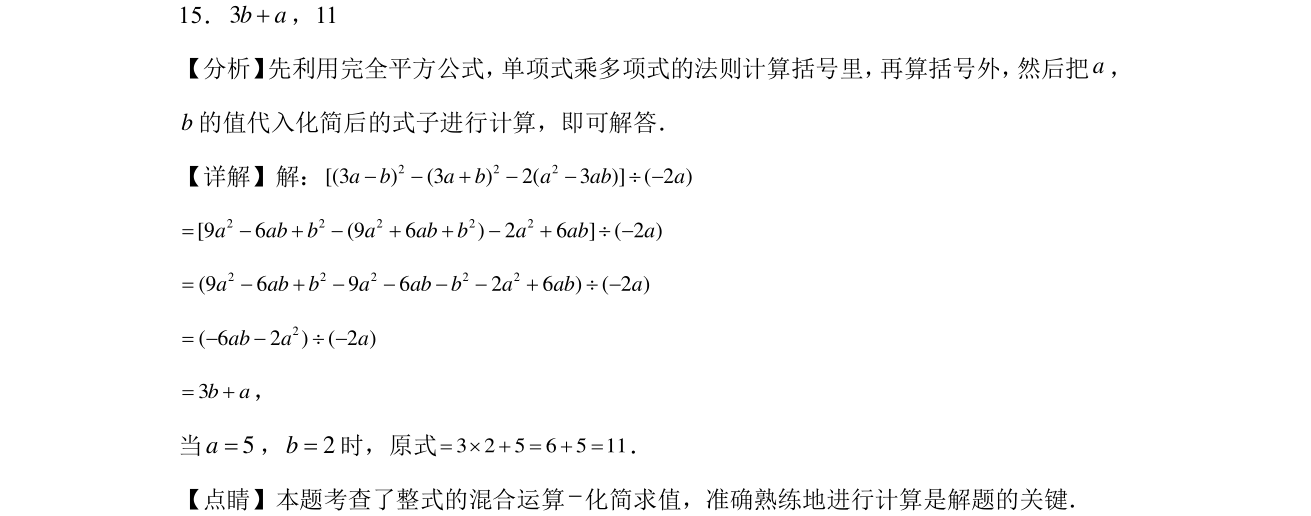 15．3b+a，11
【分析】先利用完全平方公式，单项式乘多项式的法则计算括号里，再算括号外，然后把a，
b的值代入化简后的式子进行计算，即可解答．
【详解】解：[(3a−b)²−(3a+b)²−2(a²−3ab)]÷(−2a)
=[9a²−6ab+b²−(9a²+6ab+b²)−2a²+6ab]÷(−2a)
=(9a²−6ab+b²−9a²−6ab−b²−2a²+6ab)÷(−2a)
=(−6ab−2a²)÷(−2a)
=3b+a，
当a=5，b=2时，原式=3×2+5=6+5=11．
【点睛】本题考查了整式的混合运算−化简求值，准确熟练地进行计算是解题的关键．